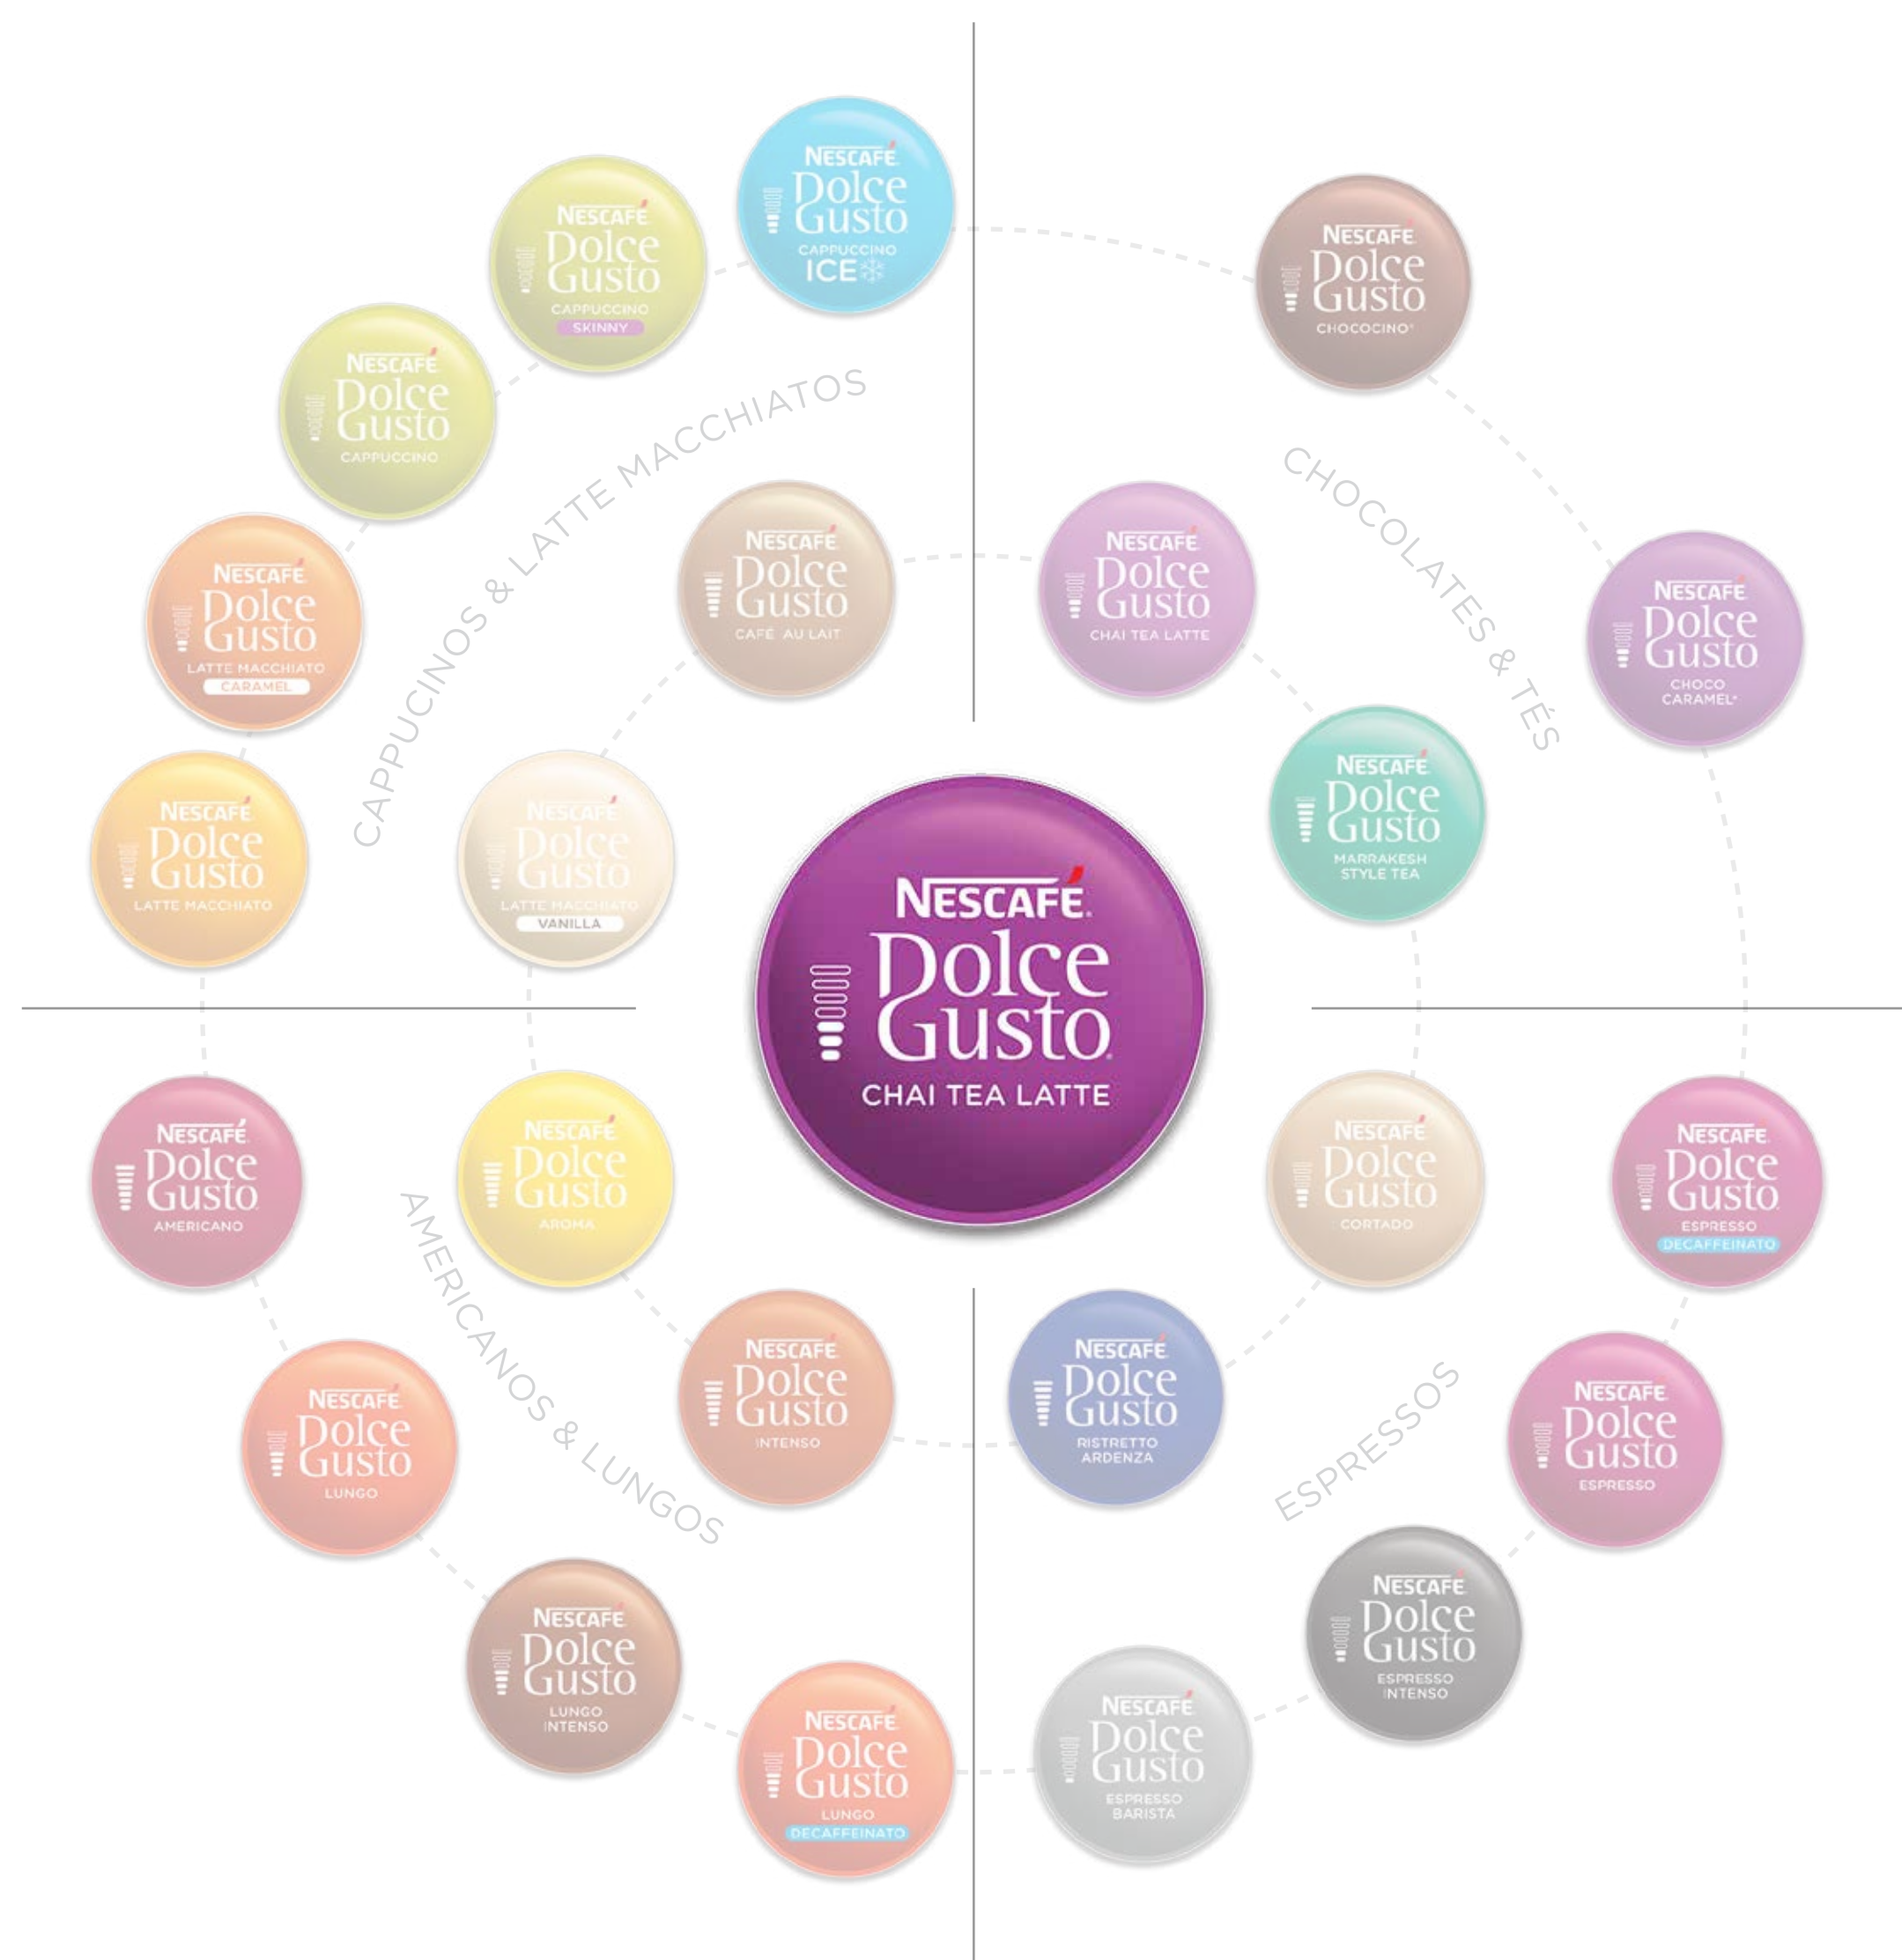 NESCAFÉ
Dolce
Gusto
CAPPUCCINO
ICE
NESCAFÉ
Dolce
Gusto
CAPPUCCINO
SKINNY
NESCAFÉ
Dolce
Gusto
CAPPUCCINO
NESCAFÉ
Dolce
Gusto
LATTE MACCHIATO
CARAMEL
NESCAFÉ
Dolce
Gusto
LATTE MACCHIATO
CAPPUCINOS & LATTE MACCHIATOS
NESCAFÉ
Dolce
Gusto
CAFÉ AU LAIT
NESCAFÉ
Dolce
Gusto
LATTE MACCHIATO
VANILLA
NESCAFÉ
Dolce
Gusto
CHOCOCINO*
NESCAFÉ
Dolce
Gusto
CHOCO
CARAMEL*
CHOCOLATES & TÉS
NESCAFÉ
Dolce
Gusto
CHAI TEA LATTE
NESCAFÉ
Dolce
Gusto
MARRAKESH
STYLE TEA
NESCAFÉ®
Dolce
Gusto®
CHAI TEA LATTE
NESCAFÉ
Dolce
Gusto
AMERICANO
NESCAFÉ
Dolce
Gusto
AROMA
AMERICANOS & LUNGOS
NESCAFÉ
Dolce
Gusto
INTENSO
NESCAFÉ
Dolce
Gusto
LUNGO
NESCAFÉ
Dolce
Gusto
LUNGO
INTENSO
NESCAFÉ
Dolce
Gusto
LUNGO
DECAFFEINATO
NESCAFÉ
Dolce
Gusto
CORTADO
NESCAFÉ
Dolce
Gusto
ESPRESSO
DECAFFEINATO
NESCAFÉ
Dolce
Gusto
RISTRETTO
ARDENZA
ESPRESSOS
NESCAFÉ
Dolce
Gusto
ESPRESSO
NESCAFÉ
Dolce
Gusto
ESPRESSO
INTENSO
NESCAFÉ
Dolce
Gusto
ESPRESSO
BARISTA